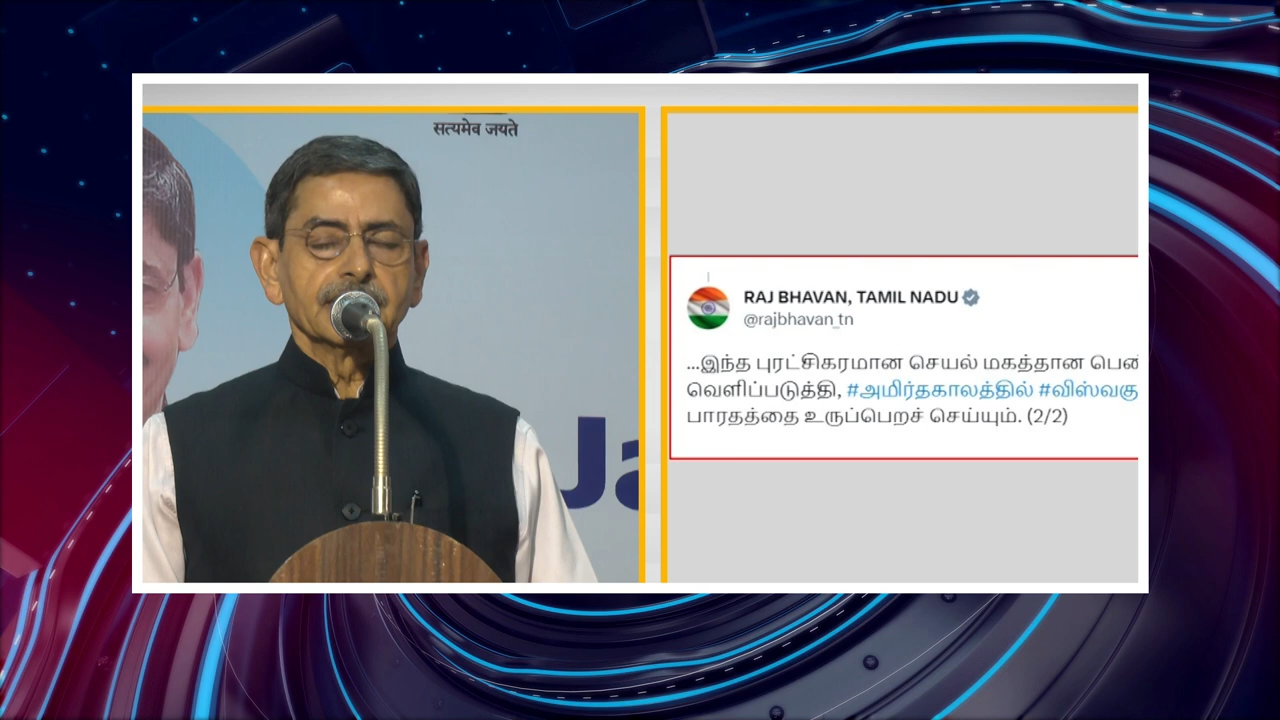 सत्यमेव जयते
Ja
RAJ BHAVAN, TAMIL NADU
@rajbhavan_tn
...இந்த புரட்சிகரமான செயல் மகத்தான
வெளிப்படுத்தி, #அமிர்தகாலத்தில்
பாரதத்தை உருப்பெறச் செய்யும். (2/2)